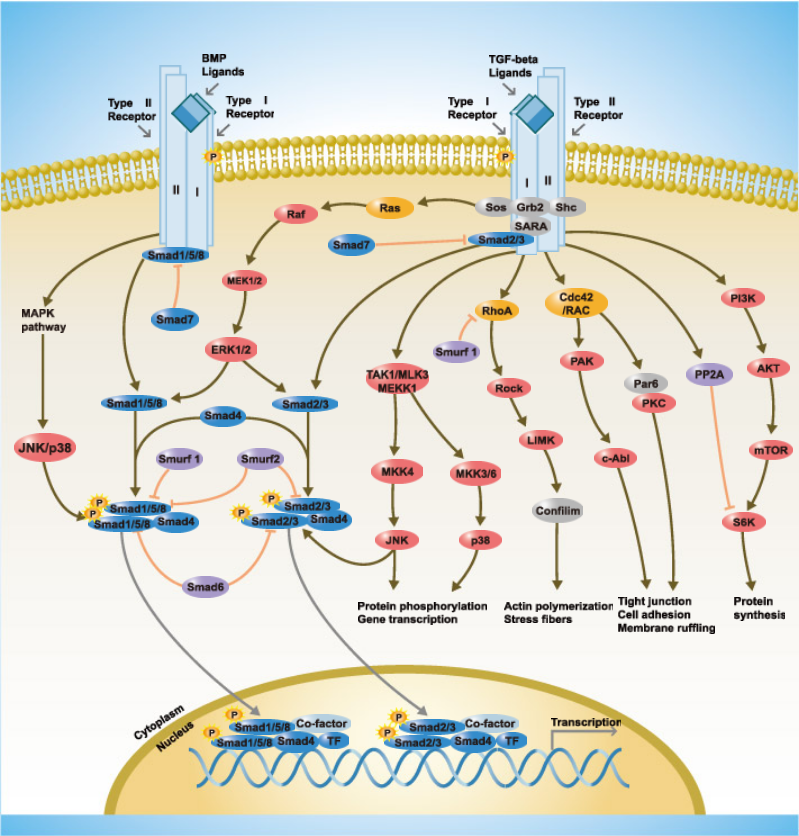 BMP
Ligands
TGF-beta
Ligands
Type II
Receptor
Type I
Receptor
Type I
Receptor
Type II
Receptor
P
P
II
I
I
II
Sos
Grb2
Shc
SARA
Smad2/3
Ras
Raf
Smad7
Smad1/5/8
Smad7
MEK1/2
ERK1/2
MAPK
pathway
RhoA
Cdc42
/RAC
PI3K
Smurf 1
PAK
PP2A
AKT
TAK1/MLK3
MEKK1
Rock
Par6
PKC
Smad1/5/8
Smad4
Smad2/3
JNK/p38
Smurf 1
Smurf2
LIMK
c-Abl
mTOR
MKK4
MKK3/6
P
Smad1/5/8
P
Smad1/5/8
Smad4
P
Smad2/3
P
Smad2/3
Smad4
Confilim
S6K
JNK
p38
Smad6
Protein phosphorylation
Gene transcription
Actin polymerization
Stress fibers
Tight junction
Cell adhesion
Membrane ruffling
Protein
synthesis
Cytoplasm
Nucleus
P
Smad1/5/8
Co-factor
P
Smad1/5/8
Smad4
TF
P
Smad2/3
Co-factor
P
Smad2/3
Smad4
TF
Transcription